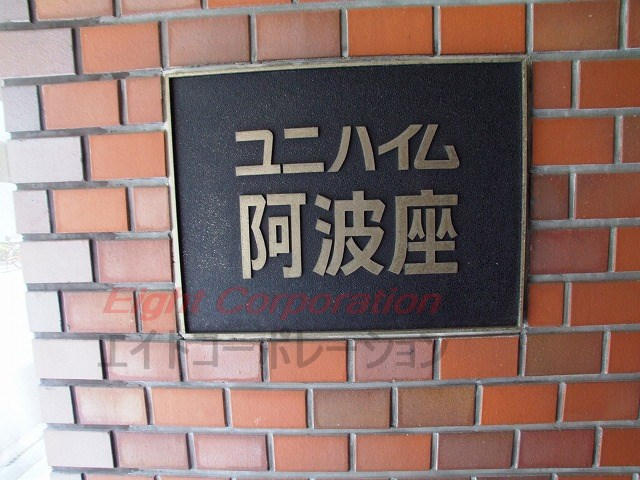 ユニハイム
阿波座
Eight Corporation
エイトコーポレーション